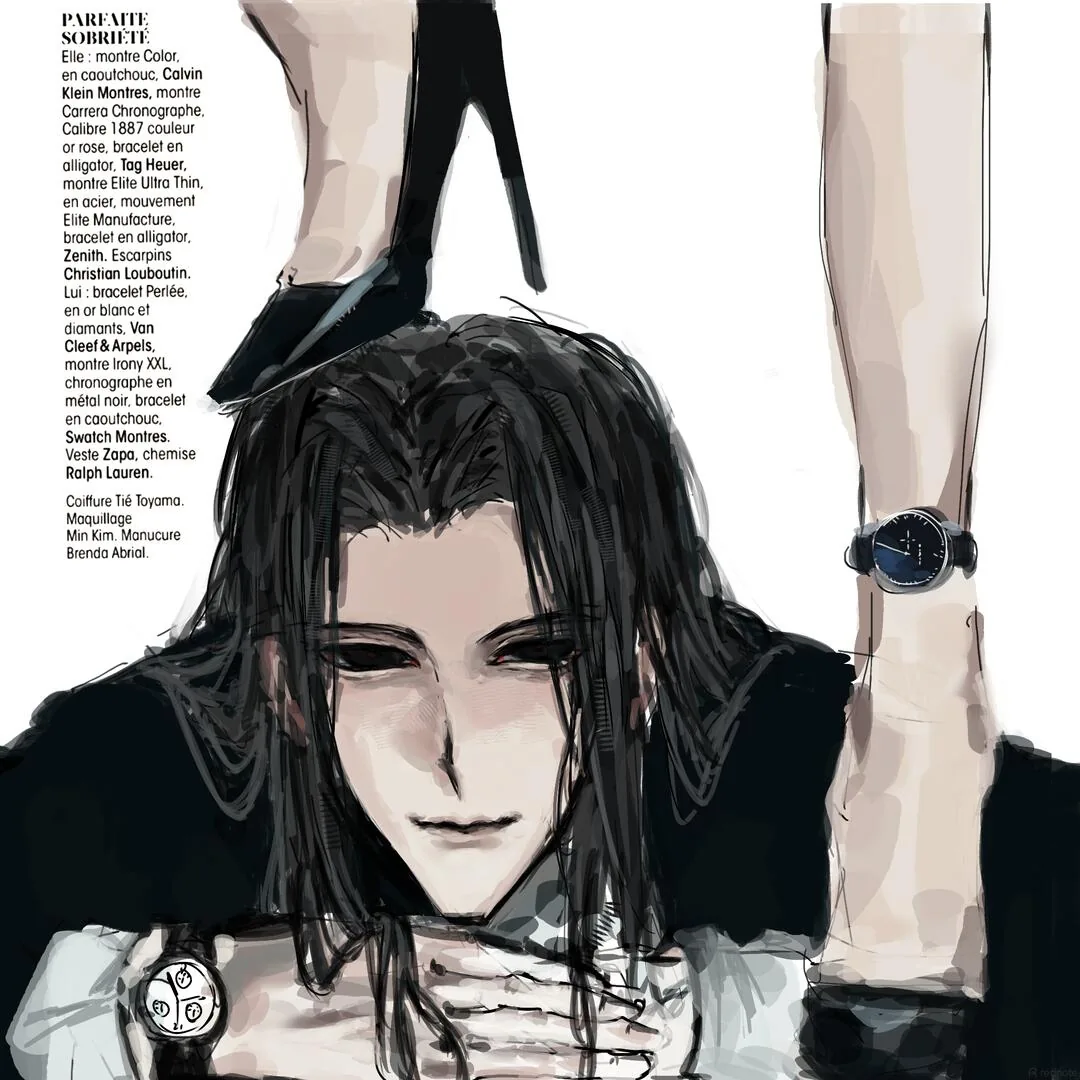 PARFAITE
SOBRIÉTÉ
Elle : montre Color,
en caoutchouc, Calvin
Klein Montres, montre
Carrera Chronographe,
Calibre 1887 couleur
or rose, bracelet en
alligator, Tag Heuer,
montre Elite Ultra Thin,
en acier, mouvement
Elite Manufacture,
bracelet en alligator,
Zenith. Escarpins
Christian Louboutin.
Lui : bracelet Perlée,
en or blanc et
diamants, Van
Cleef & Arpels,
montre Irony XXL,
chronographe en
métal noir, bracelet
en caoutchouc,
Swatch Montres.
Veste Zapa, chemise
Ralph Lauren.
Coiffure Tié Toyama.
Maquillage
Min Kim. Manucure
Brenda Abrial.
rednote